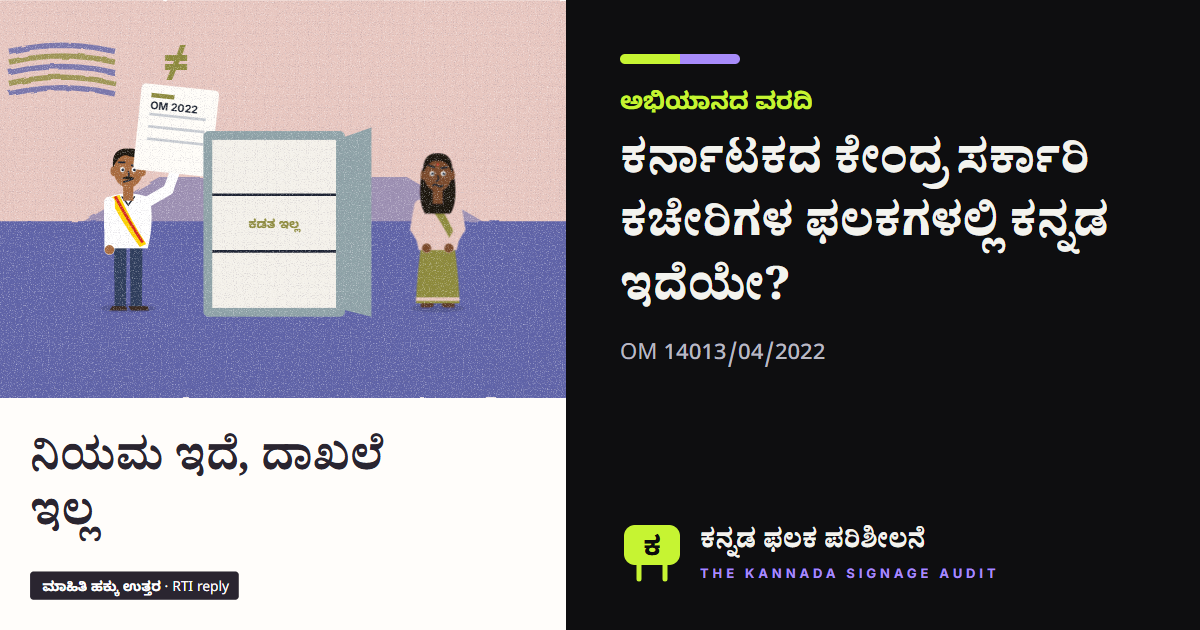 ≠
OM 2022
ಕಡತ ಇಲ್ಲ
ನಿಯಮ ಇದೆ, ದಾಖಲೆ
ಇಲ್ಲ
ಮಾಹಿತಿ ಹಕ್ಕು ಉತ್ತರ · RTI reply
ಅಭಿಯಾನದ ವರದಿ
ಕರ್ನಾಟಕದ ಕೇಂದ್ರ ಸರ್ಕಾರಿ
ಕಚೇರಿಗಳ ಫಲಕಗಳಲ್ಲಿ ಕನ್ನಡ
ಇದೆಯೇ?
OM 14013/04/2022
ಕ
ಕನ್ನಡ ಫಲಕ ಪರಿಶೀಲನೆ
THE KANNADA SIGNAGE AUDIT